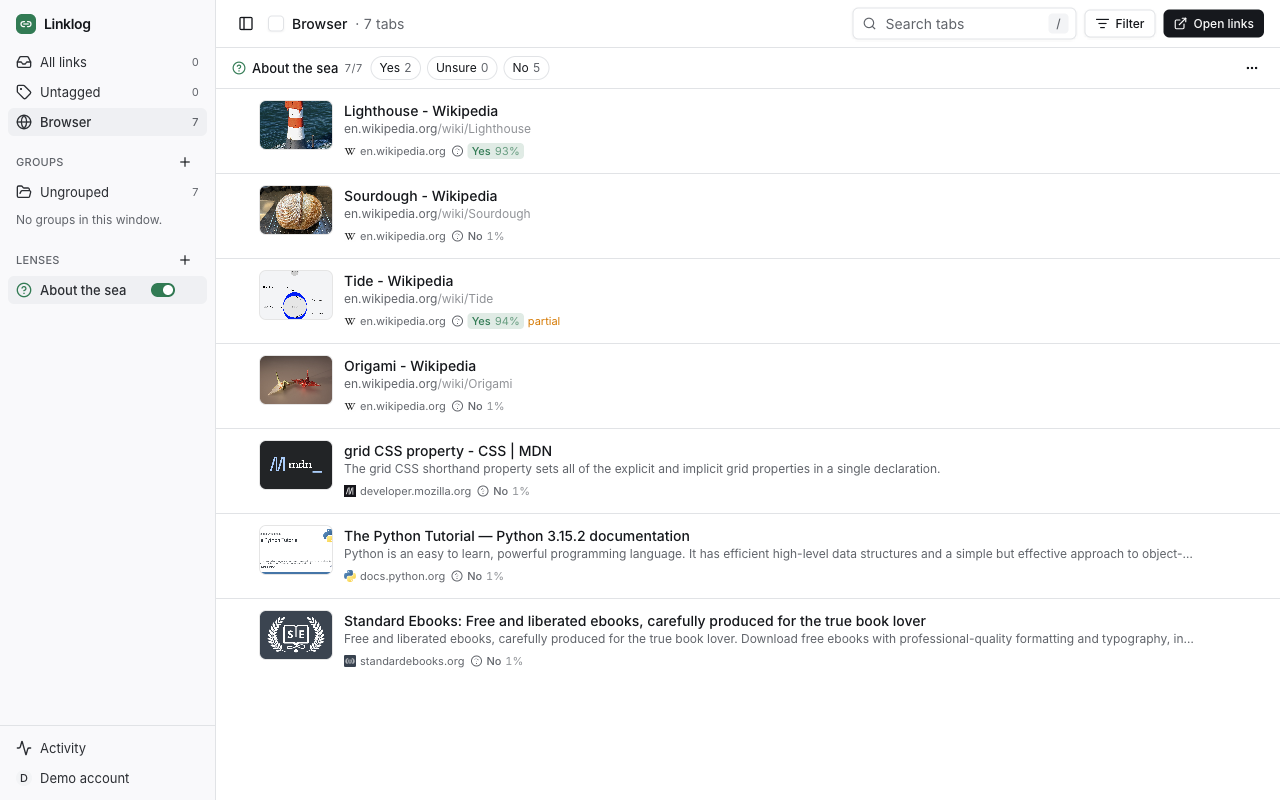 Linklog
All links 0
Untagged 0
Browser 7
GROUPS
Ungrouped 7
No groups in this window.
LENSES
About the sea
Activity
D Demo account
Browser · 7 tabs
Search tabs /
Filter
Open links
About the sea 7/7 Yes 2 Unsure 0 No 5
Lighthouse - Wikipedia
en.wikipedia.org/wiki/Lighthouse
W en.wikipedia.org Yes 93%
Sourdough - Wikipedia
en.wikipedia.org/wiki/Sourdough
W en.wikipedia.org No 1%
Tide - Wikipedia
en.wikipedia.org/wiki/Tide
W en.wikipedia.org Yes 94% partial
Origami - Wikipedia
en.wikipedia.org/wiki/Origami
W en.wikipedia.org No 1%
mdn_
grid CSS property - CSS | MDN
The grid CSS shorthand property sets all of the explicit and implicit grid properties in a single declaration.
developer.mozilla.org No 1%
The Python Tutorial — Python 3.15.2 documentation
Python is an easy to learn, powerful programming language. It has efficient high-level data structures and a simple but effective approach to object-...
docs.python.org No 1%
S E
Standard Ebooks: Free and liberated ebooks, carefully produced for the true book lover
Free and liberated ebooks, carefully produced for the true book lover. Download free ebooks with professional-quality formatting and typography, in...
standardebooks.org No 1%